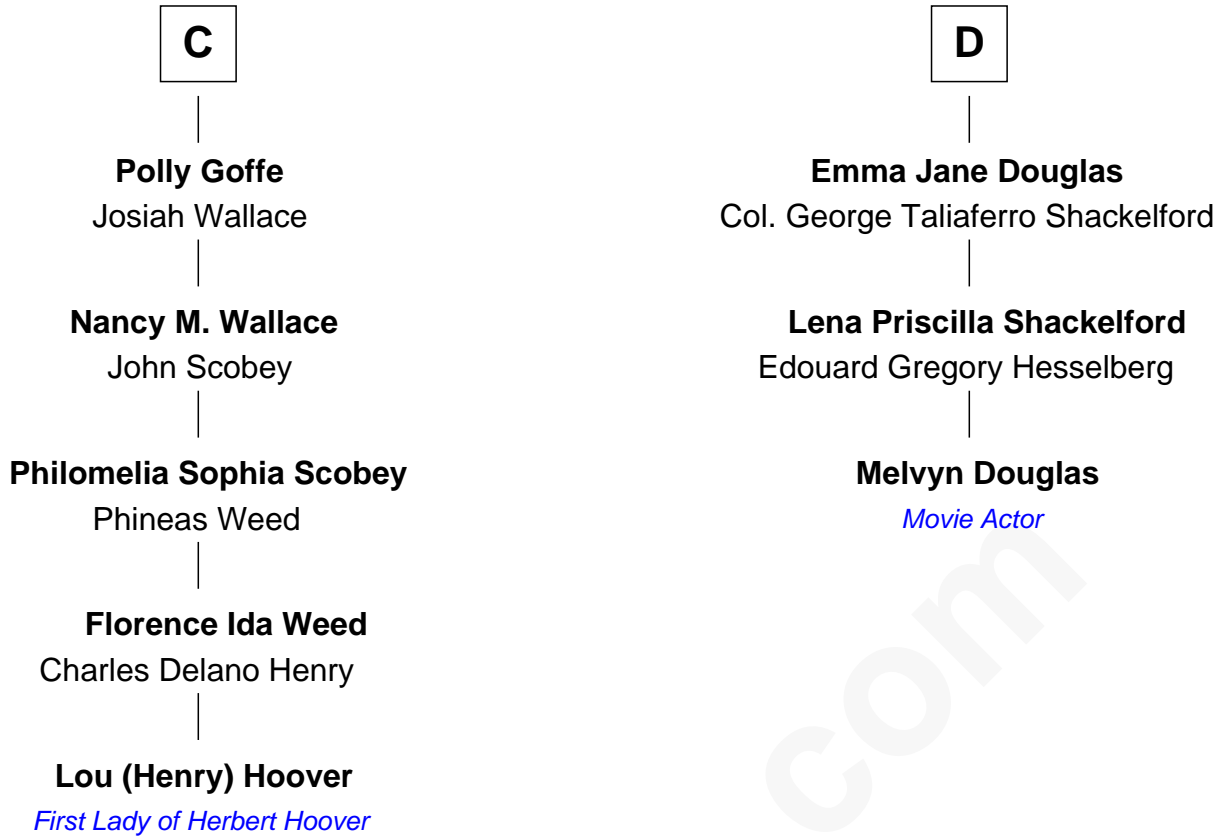 C
Polly Goffe
Josiah Wallace
Nancy M. Wallace
John Scobey
Philomelia Sophia Scobey
Phineas Weed
Florence Ida Weed
Charles Delano Henry
Lou (Henry) Hoover
First Lady of Herbert Hoover
D
Emma Jane Douglas
Col. George Taliaferro Shackelford
Lena Priscilla Shackelford
Edouard Gregory Hesselberg
Melvyn Douglas
Movie Actor
com